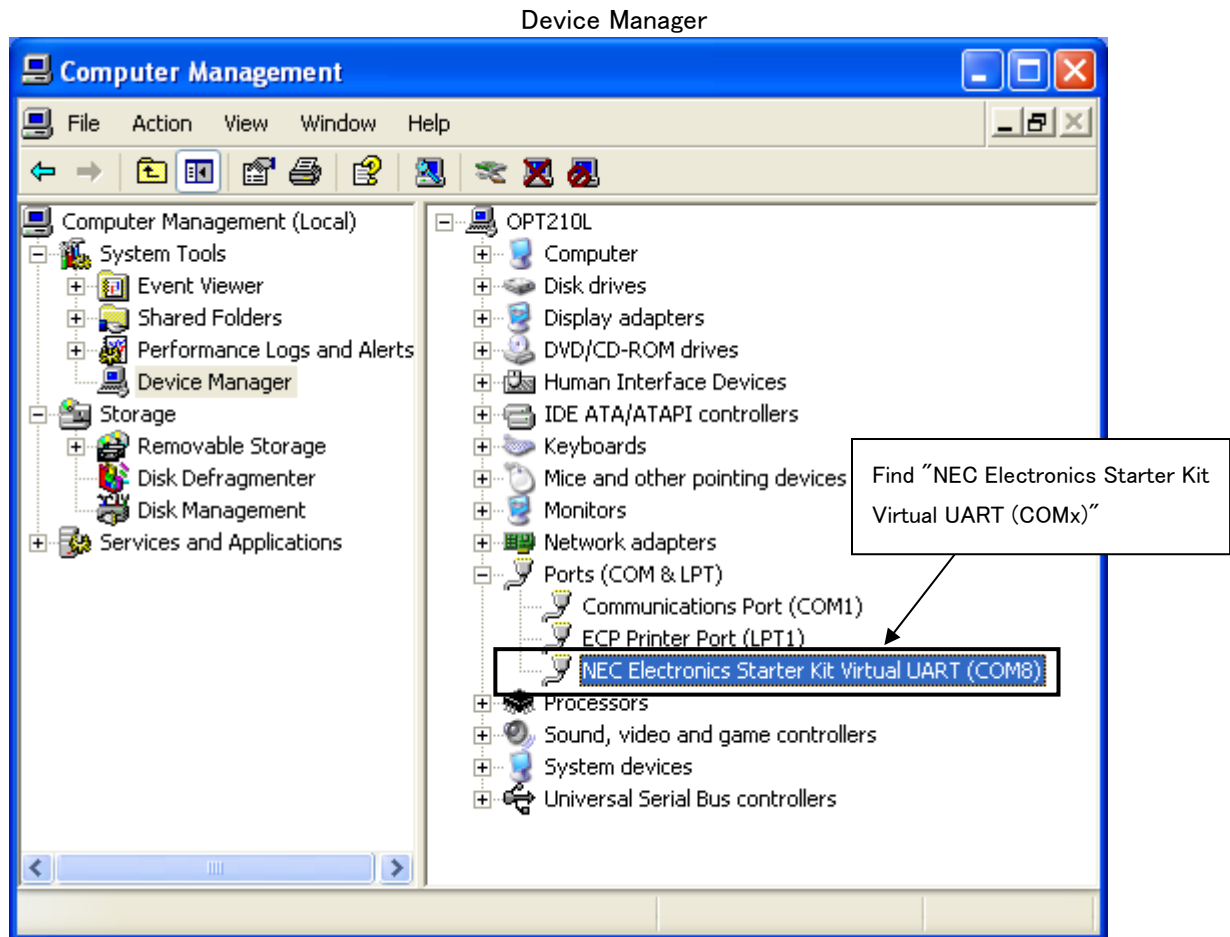 Device Manager
Computer Management
File Action View Window Help
Computer Management (Local)
System Tools
Event Viewer
Shared Folders
Performance Logs and Alerts
Device Manager
Storage
Removable Storage
Disk Defragmenter
Disk Management
Services and Applications
OPT210L
Computer
Disk drives
Display adapters
DVD/CD-ROM drives
Human Interface Devices
IDE ATA/ATAPI controllers
Keyboards
Mice and other pointing devices
Monitors
Network adapters
Ports (COM & LPT)
Communications Port (COM1)
ECP Printer Port (LPT1)
NEC Electronics Starter Kit Virtual UART (COM8)
Processors
Sound, video and game controllers
System devices
Universal Serial Bus controllers
Find "NEC Electronics Starter Kit
Virtual UART (COMx)"